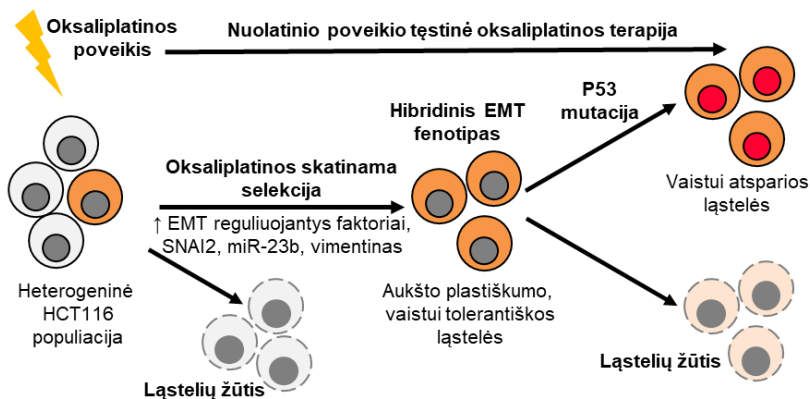 Oksaliplatinos
poveikis
Nuolatinio poveikio tęstinė oksaliplatinos terapija
P53
mutacija
Hibridinis EMT
fenotipas
Oksaliplatinos skatinama
selekcija
↑ EMT reguliuojantys faktoriai,
SNAI2, miR-23b, vimentinas
Vaistui atsparios
ląstelės
Heterogeninė
HCT116
populiacija
Aukšto plastiškumo,
vaistui tolerantiškos
ląstelės
Ląstelių žūtis
Ląstelių žūtis